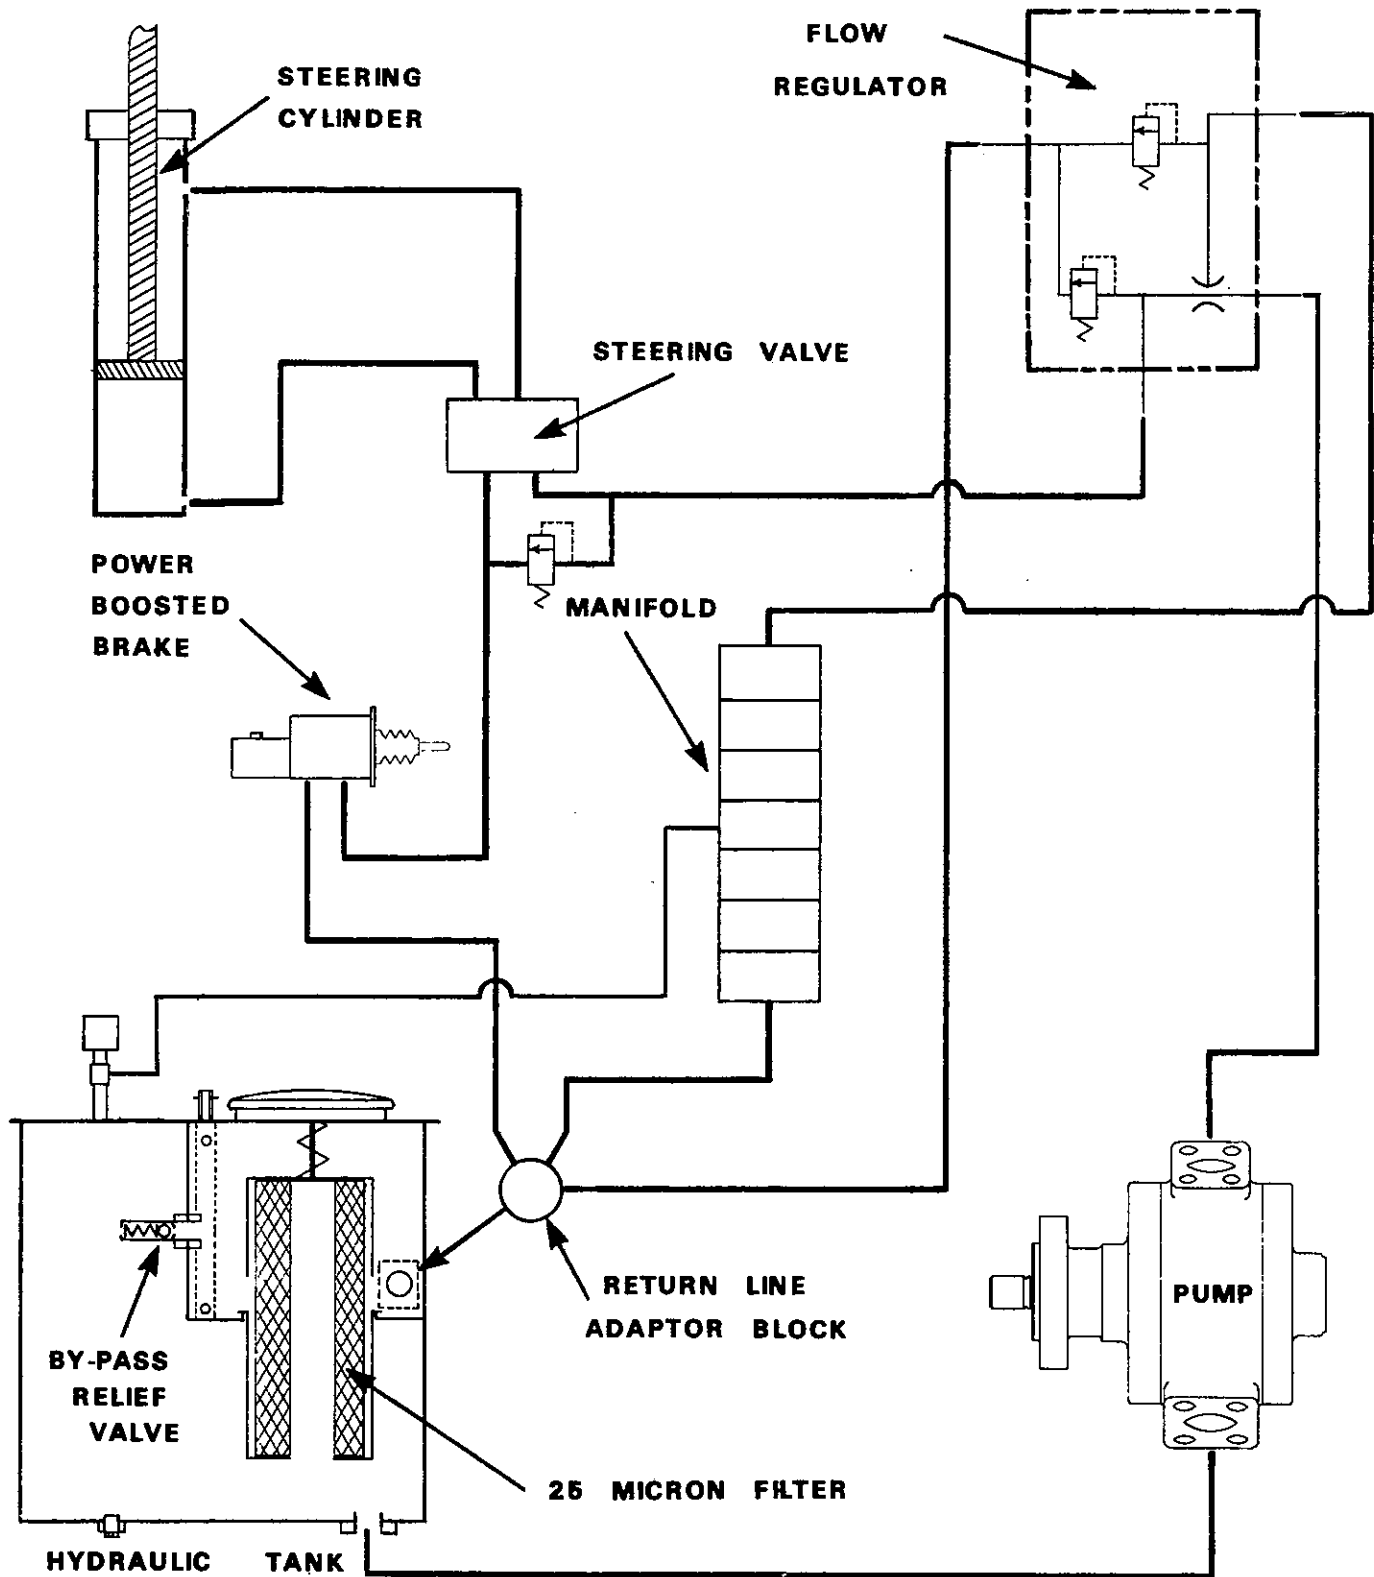 FLOW
REGULATOR
STEERING
CYLINDER
STEERING VALVE
POWER
BOOSTED
BRAKE
MANIFOLD
PUMP
RETURN LINE
ADAPTOR BLOCK
BY-PASS
RELIEF
VALVE
25 MICRON FILTER
HYDRAULIC TANK